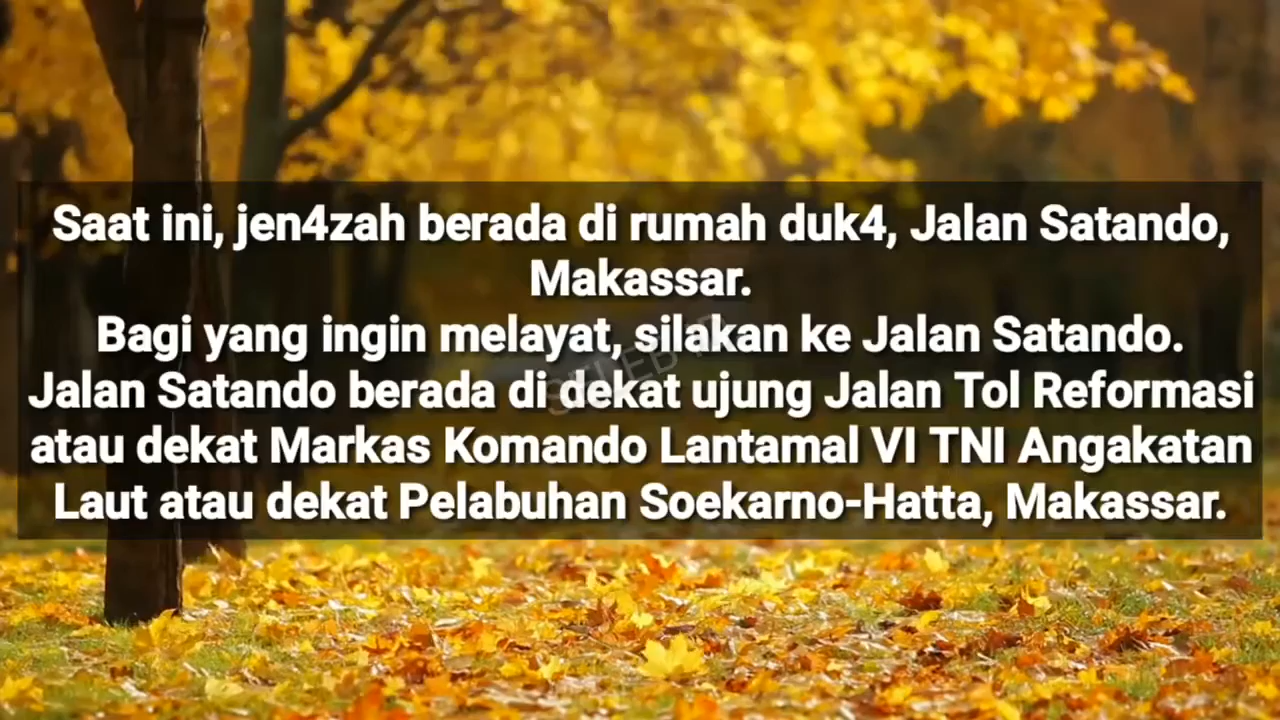 Saat ini, jen4zah berada di rumah duk4, Jalan Satando,
Makassar.
Bagi yang ingin melayat, silakan ke Jalan Satando.
Jalan Satando berada di dekat ujung Jalan Tol Reformasi
atau dekat Markas Komando Lantamal VI TNI Angakatan
Laut atau dekat Pelabuhan Soekarno-Hatta, Makassar.